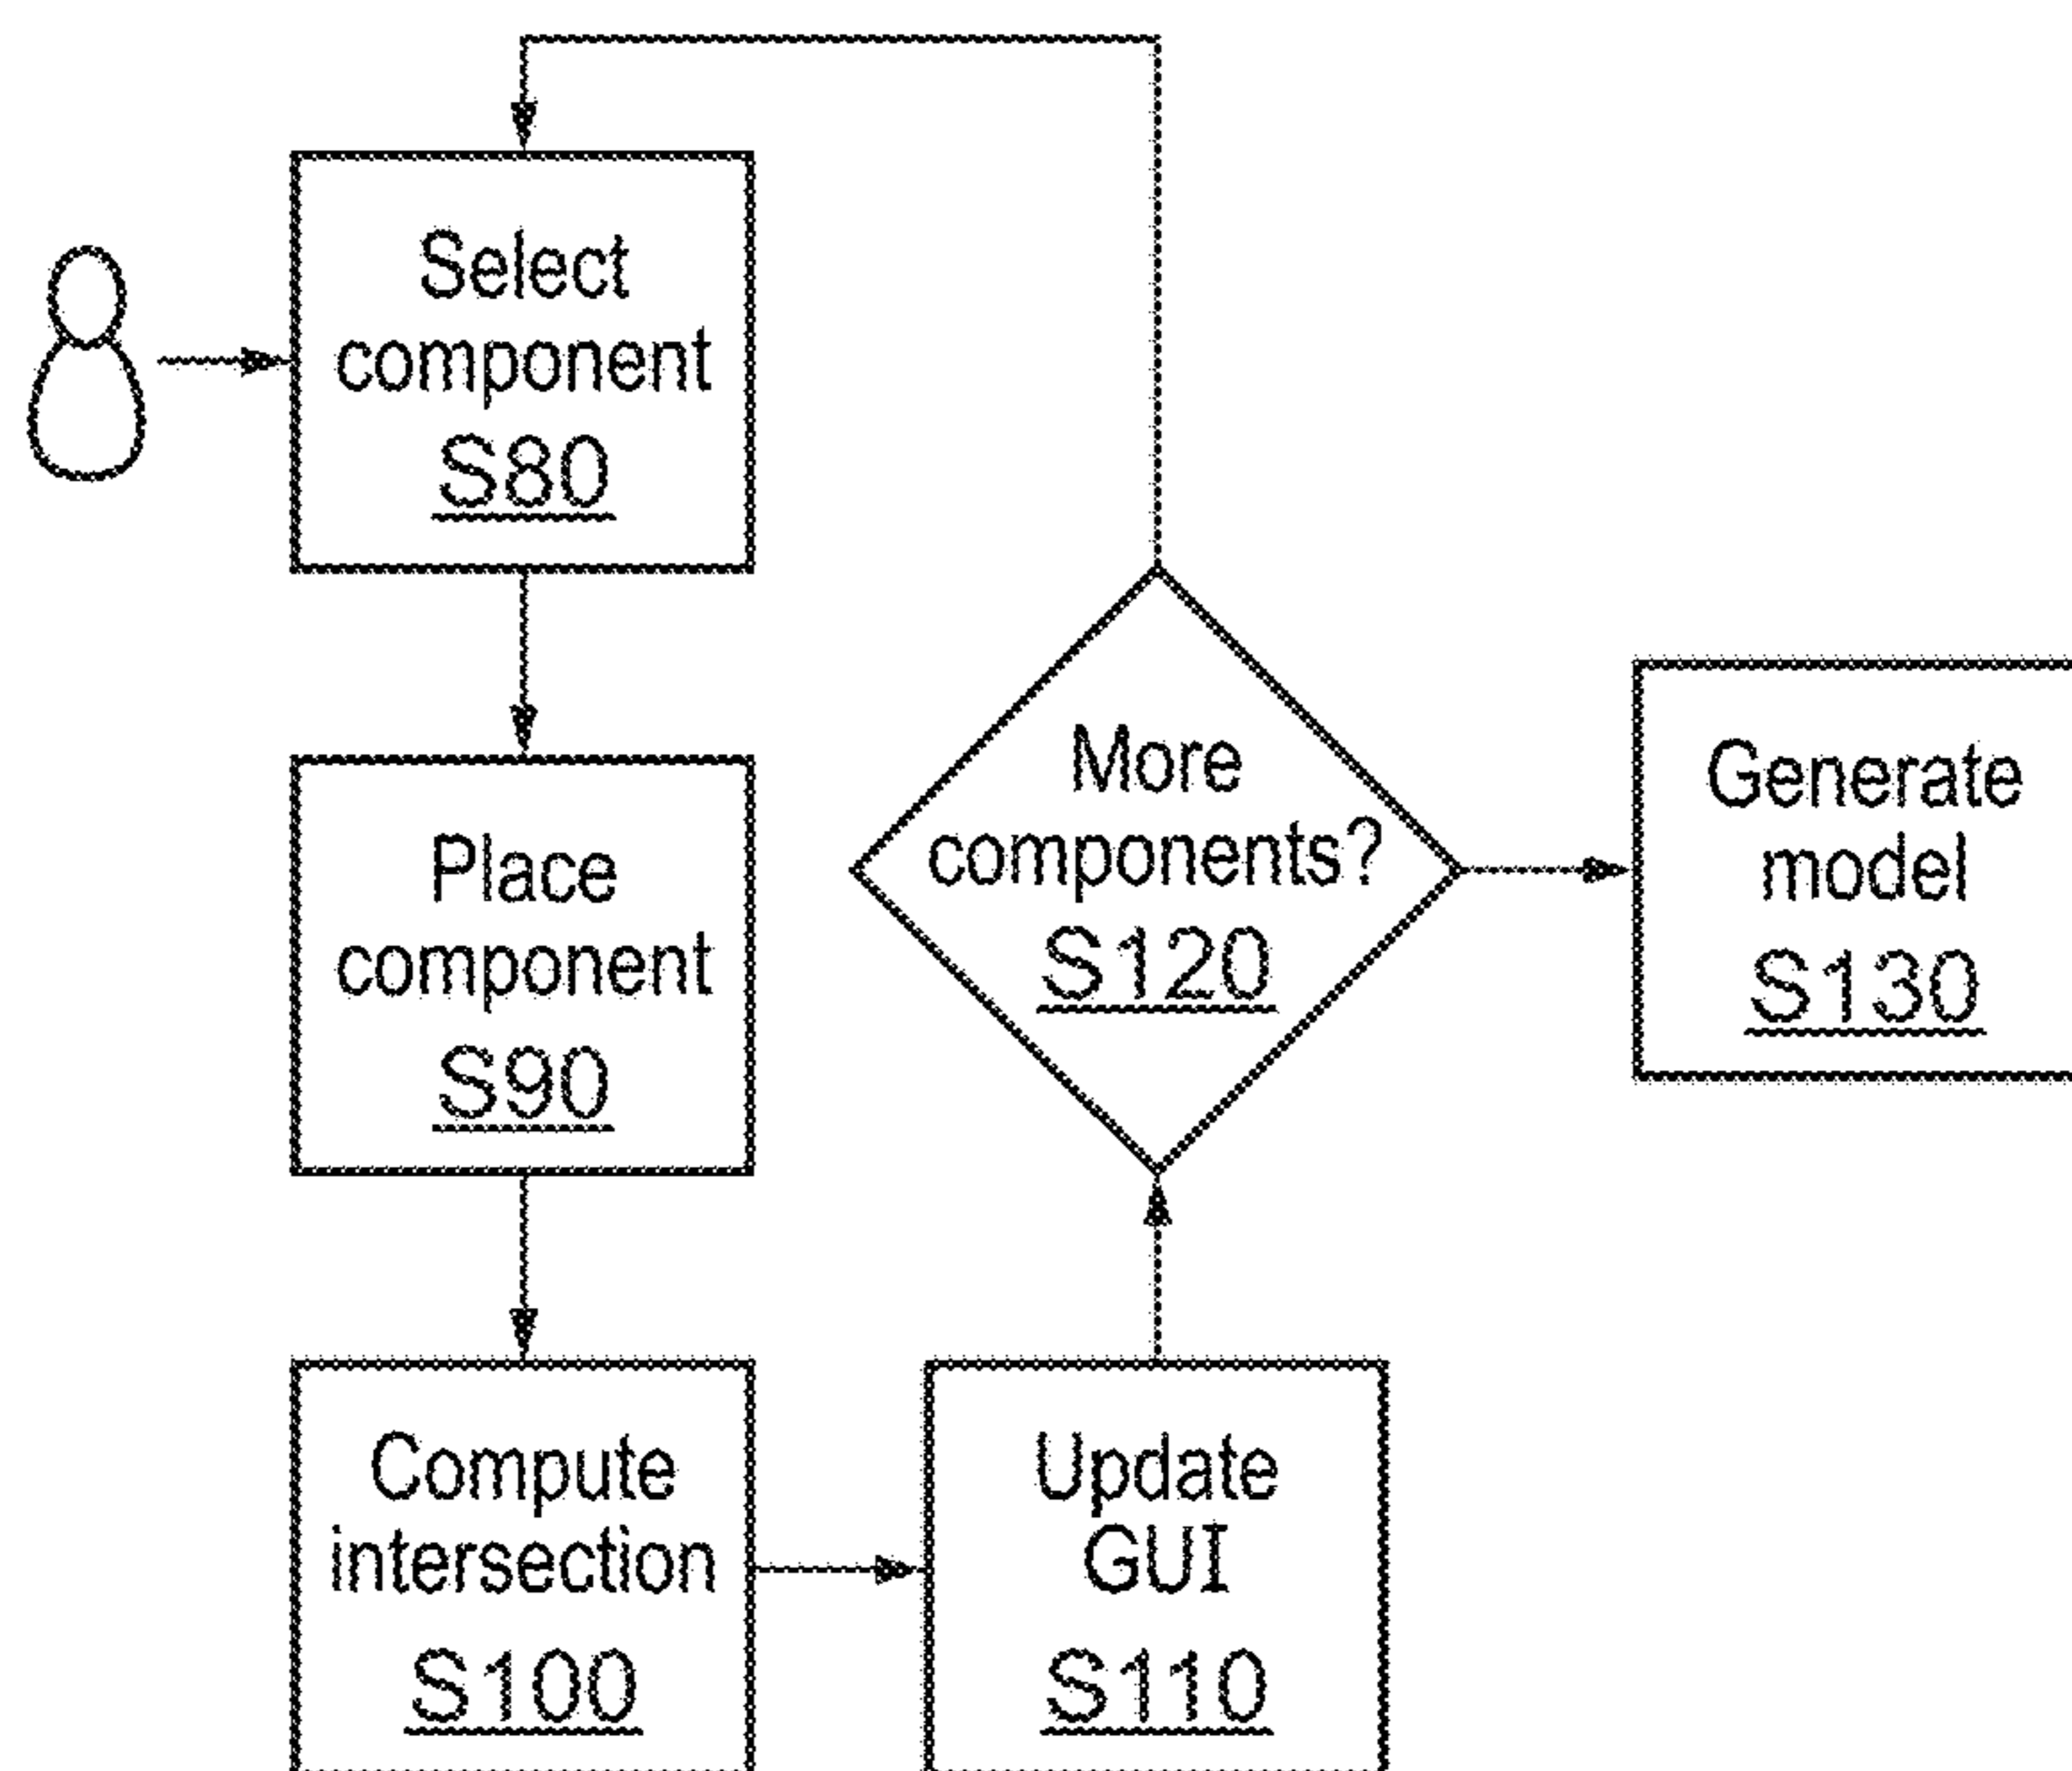 Select
component
S80
Place
component
S90
Compute
intersection
S100
Update
GUI
S110
More
components?
S120
Generate
model
S130